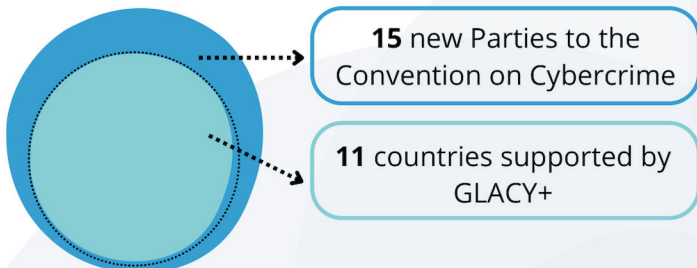 15 new Parties to the
Convention on Cybercrime
11 countries supported by
GLACY+